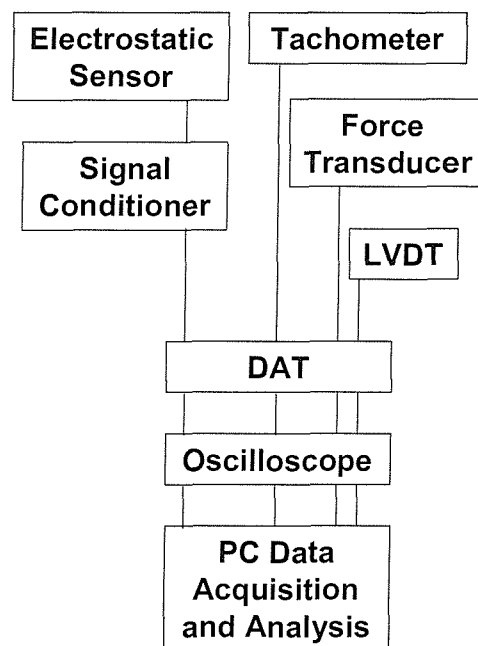 Electrostatic
Sensor
Tachometer
Force
Transducer
Signal
Conditioner
LVDT
DAT
Oscilloscope
PC Data
Acquisition
and Analysis